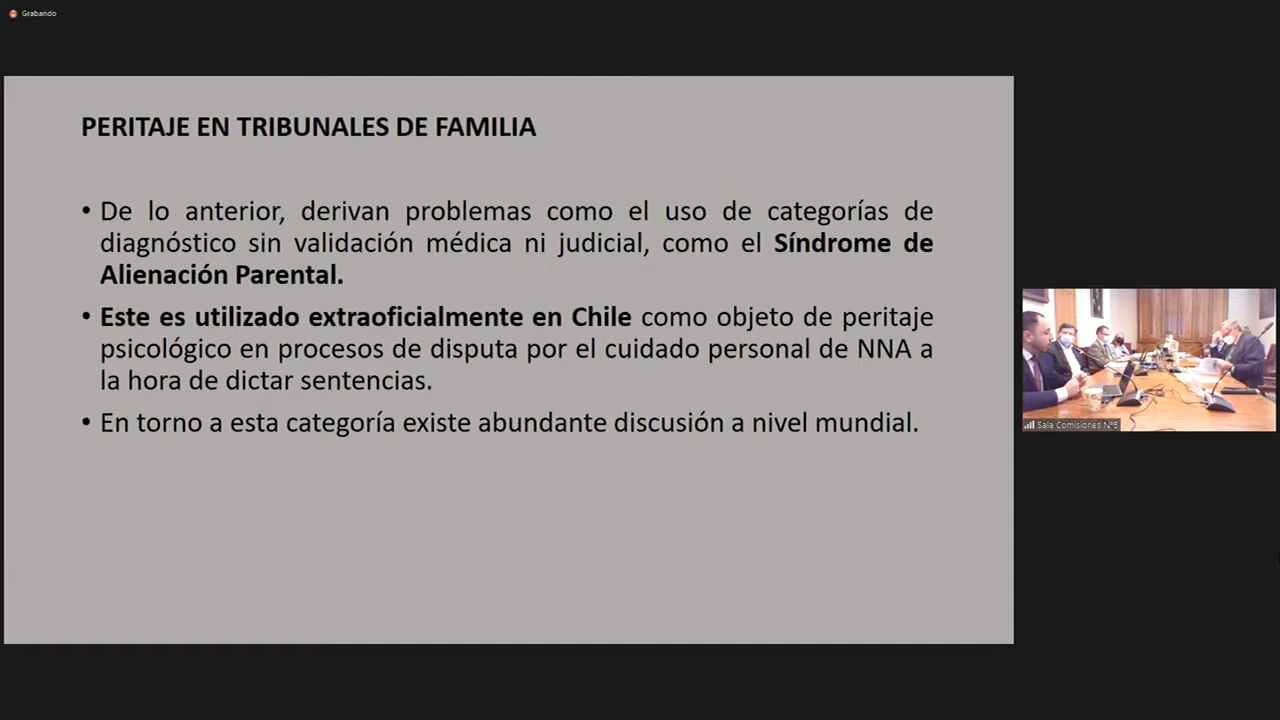 Grabando
PERITAJE EN TRIBUNALES DE FAMILIA
• De lo anterior, derivan problemas como el uso de categorías de
diagnóstico sin validación médica ni judicial, como el Síndrome de
Alienación Parental.
• Este es utilizado extraoficialmente en Chile como objeto de peritaje
psicológico en procesos de disputa por el cuidado personal de NNA a
la hora de dictar sentencias.
• En torno a esta categoría existe abundante discusión a nivel mundial.
Sala Comisiones N°5